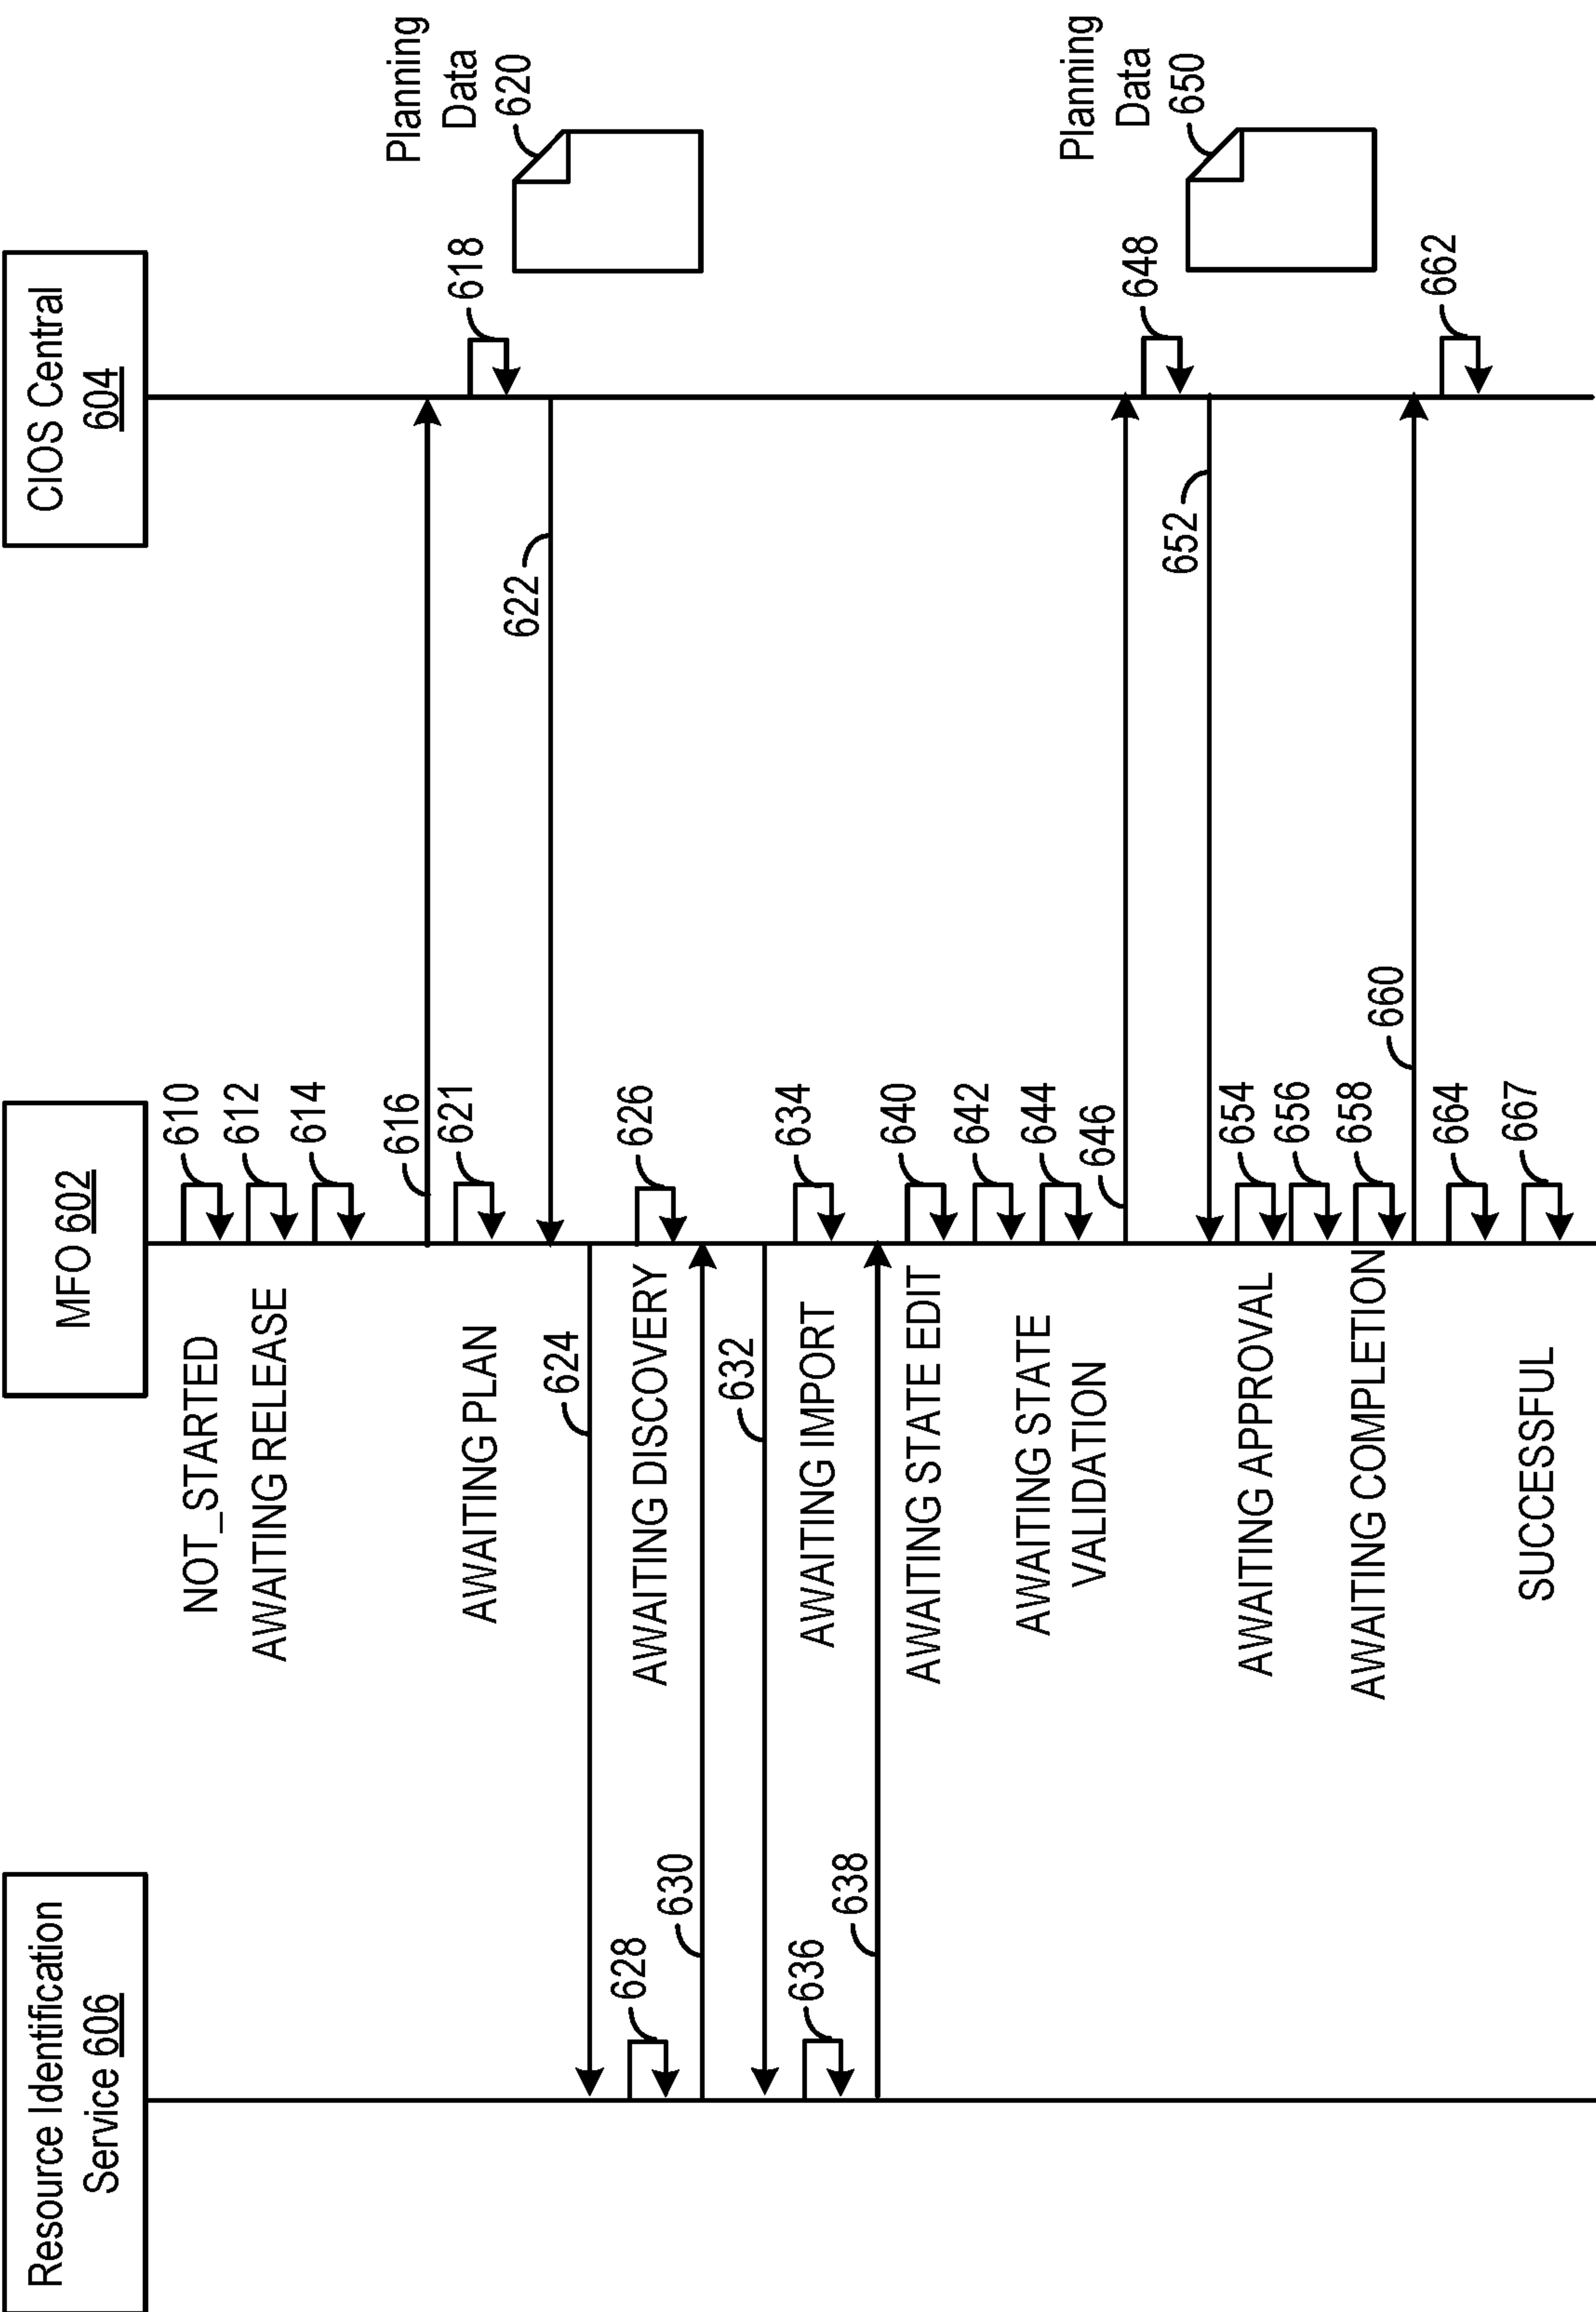 Resource Identification
Service 606
MFO 602
CIOS Central
604
NOT_STARTED
610
AWAITING RELEASE
612
614
616
Planning
Data
620
618
AWAITING PLAN
621
622
624
AWAITING DISCOVERY
626
628
630
632
AWAITING IMPORT
634
636
638
AWAITING STATE EDIT
640
642
AWAITING STATE
VALIDATION
644
646
Planning
Data
650
648
652
AWAITING APPROVAL
654
656
AWAITING COMPLETION
658
660
662
664
SUCCESSFUL
667